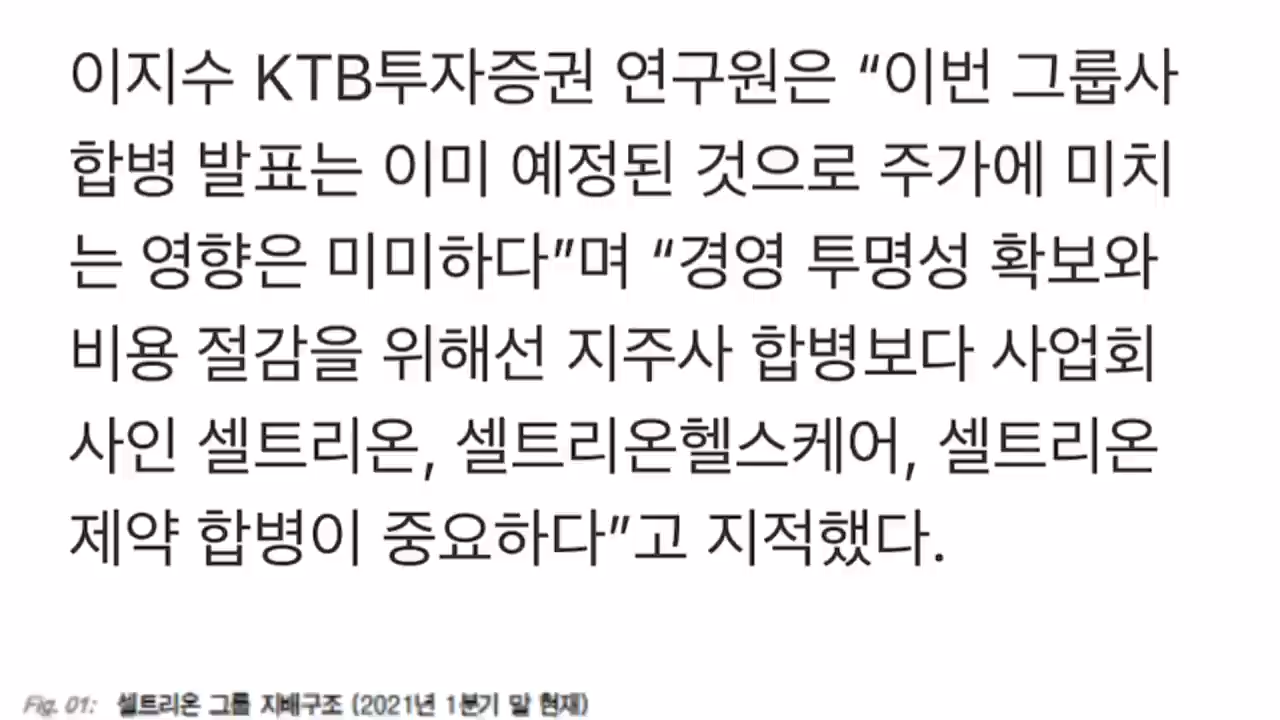 이지수 KTB투자증권 연구원은 “이번 그룹사
합병 발표는 이미 예정된 것으로 주가에 미치
는 영향은 미미하다”며 “경영 투명성 확보와
비용 절감을 위해선 지주사 합병보다 사업회
사인 셀트리온, 셀트리온헬스케어, 셀트리온
제약 합병이 중요하다”고 지적했다.
Fig. 01: 셀트리온 그룹 지배구조 (2021년 1분기 말 현재)